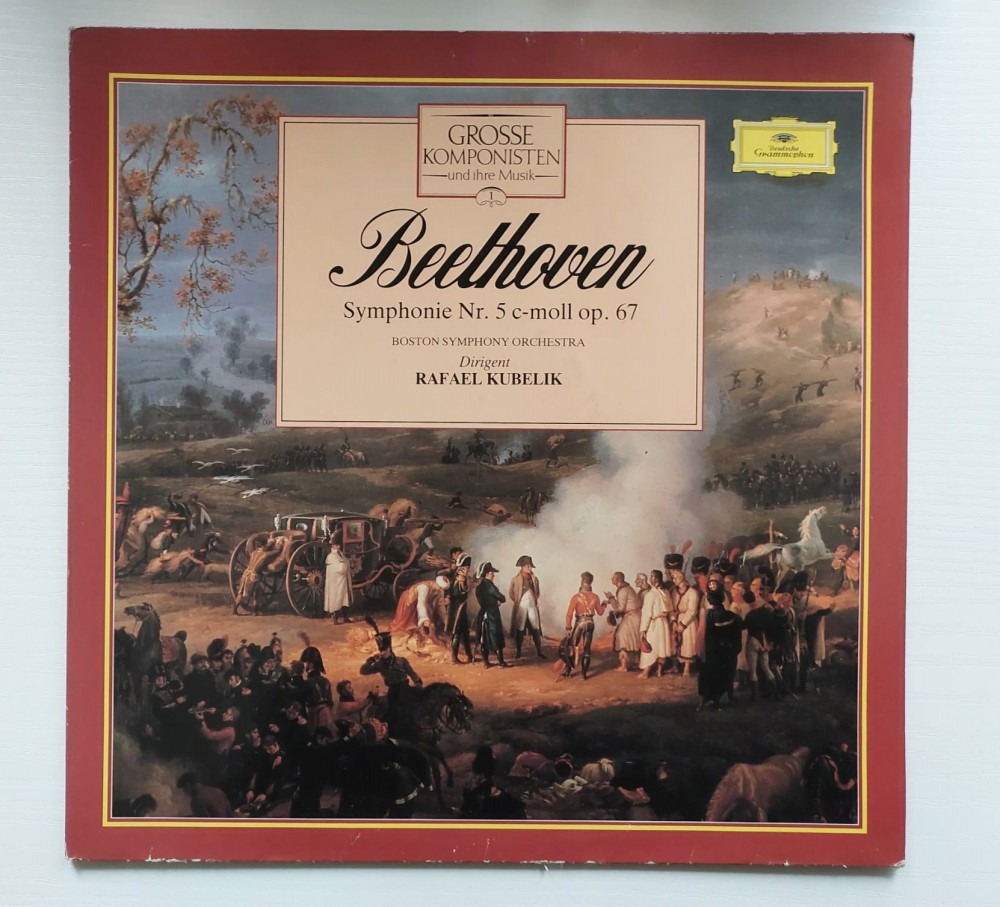 GROSSE
KOMPONISTEN
und ihre Musik
1
Deutsche
Grammophon
Beethoven
Symphonie Nr. 5 c-moll op. 67
BOSTON SYMPHONY ORCHESTRA
Dirigent
RAFAEL KUBELIK